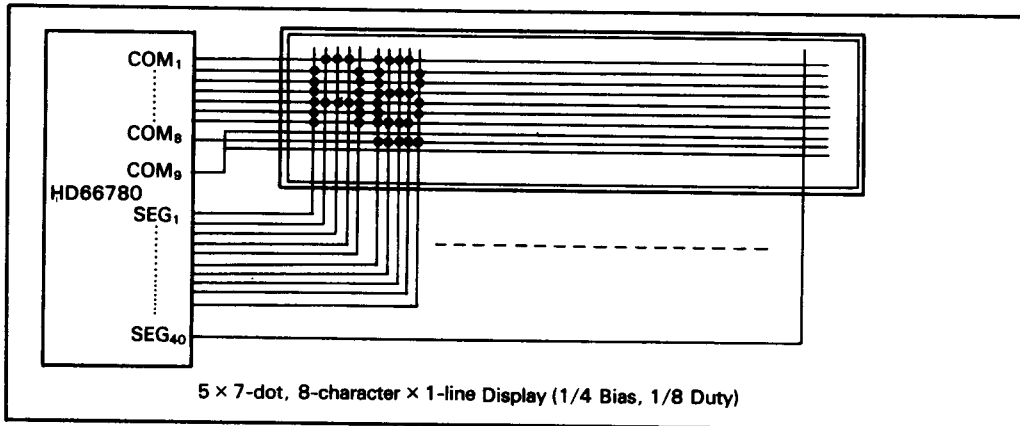 COM₁
COM₈
COM₉
HD66780
SEG₁
SEG₄₀
5 × 7-dot, 8-character × 1-line Display (1/4 Bias, 1/8 Duty)